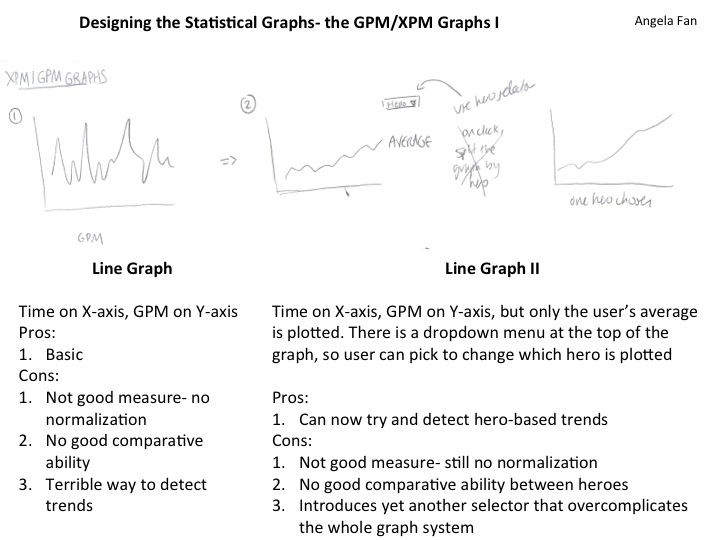 Designing the Statistical Graphs- the GPM/XPM Graphs I
Angela Fan
XPM/GPM GRAPHS
1
2
HERO
use hero selector
AVERAGE
on click,
split the
graph by
hero
=>
one hero chosen
GPM
Line Graph
Line Graph II
Time on X-axis, GPM on Y-axis
Pros:
1. Basic
Cons:
1. Not good measure- no
normalization
2. No good comparative
ability
3. Terrible way to detect
trends
Time on X-axis, GPM on Y-axis, but only the user’s average
is plotted. There is a dropdown menu at the top of the
graph, so user can pick to change which hero is plotted
Pros:
1. Can now try and detect hero-based trends
Cons:
1. Not good measure- still no normalization
2. No good comparative ability between heroes
3. Introduces yet another selector that overcomplicates
the whole graph system